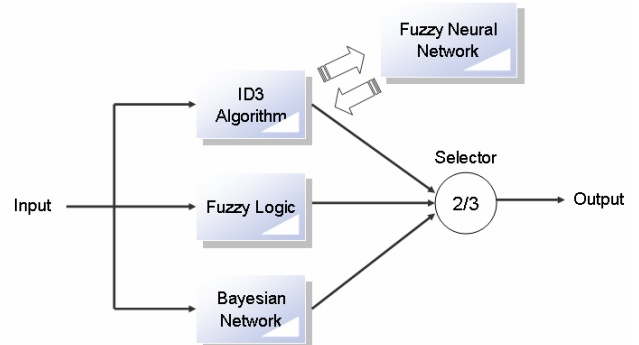 Fuzzy Neural
Network
ID3
Algorithm
Selector
Input
Fuzzy Logic
2/3
Output
Bayesian
Network